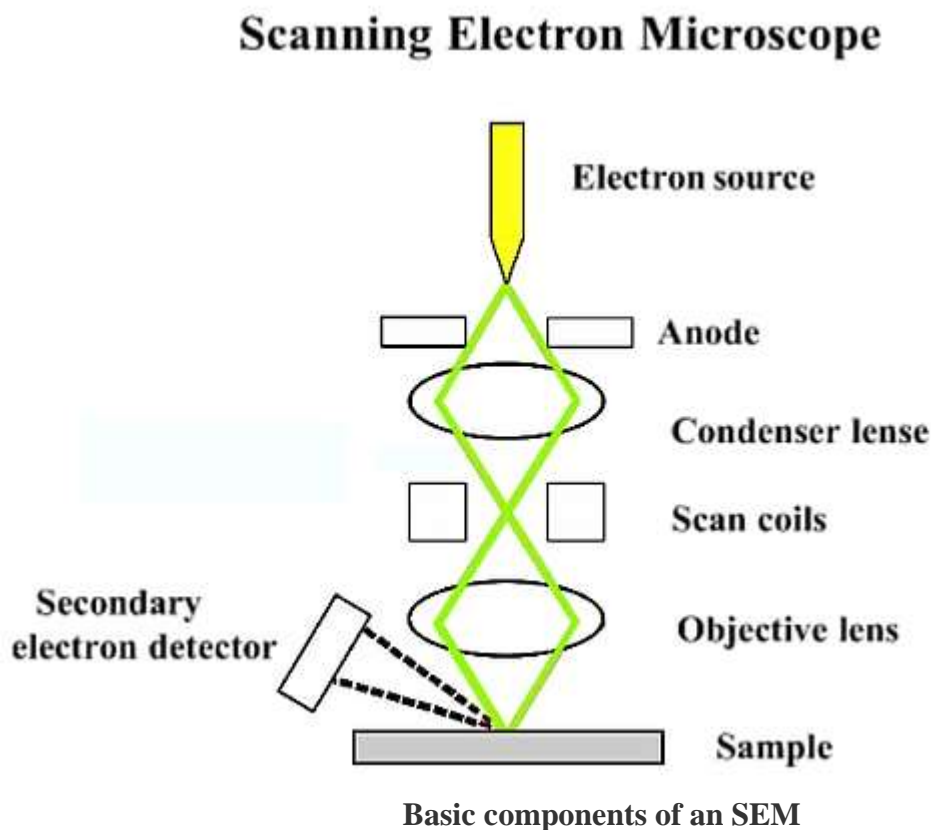 Scanning Electron Microscope
Electron source
Anode
Condenser lense
Scan coils
Secondary
electron detector
Objective lens
Sample
Basic components of an SEM